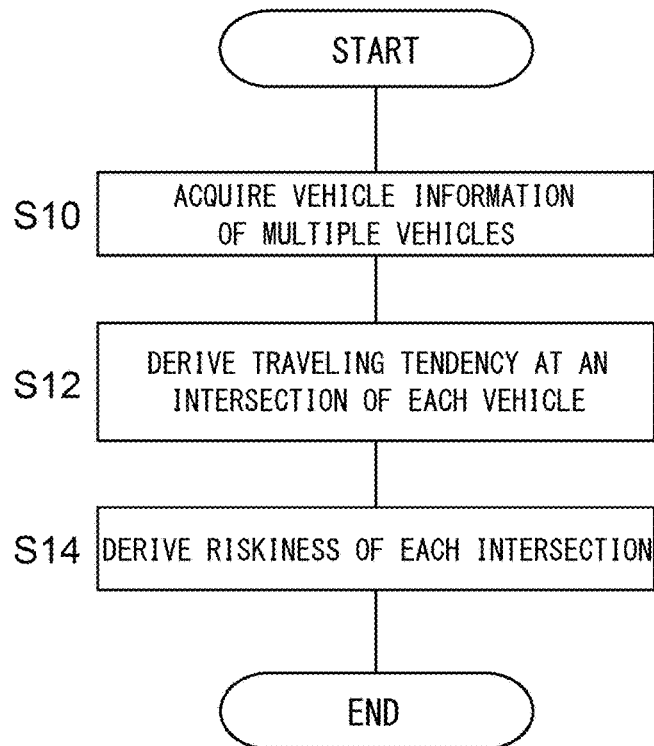 START
S10
ACQUIRE VEHICLE INFORMATION
OF MULTIPLE VEHICLES
S12
DERIVE TRAVELING TENDENCY AT AN
INTERSECTION OF EACH VEHICLE
S14
DERIVE RISKINESS OF EACH INTERSECTION
END